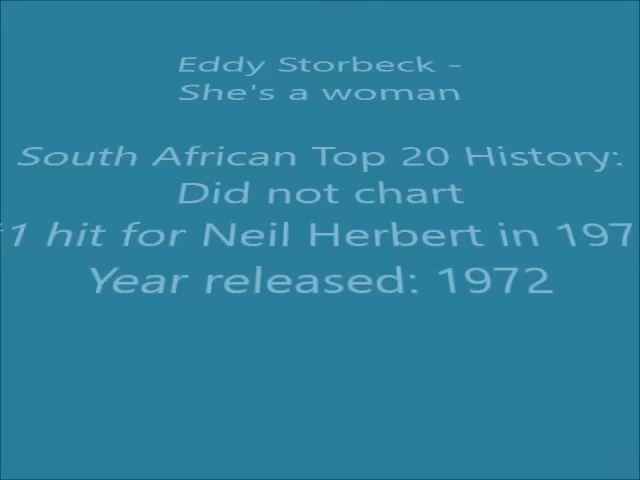 Eddy Storbeck -
She's a woman
South African Top 20 History:
Did not chart
1 hit for Neil Herbert in 197
Year released: 1972